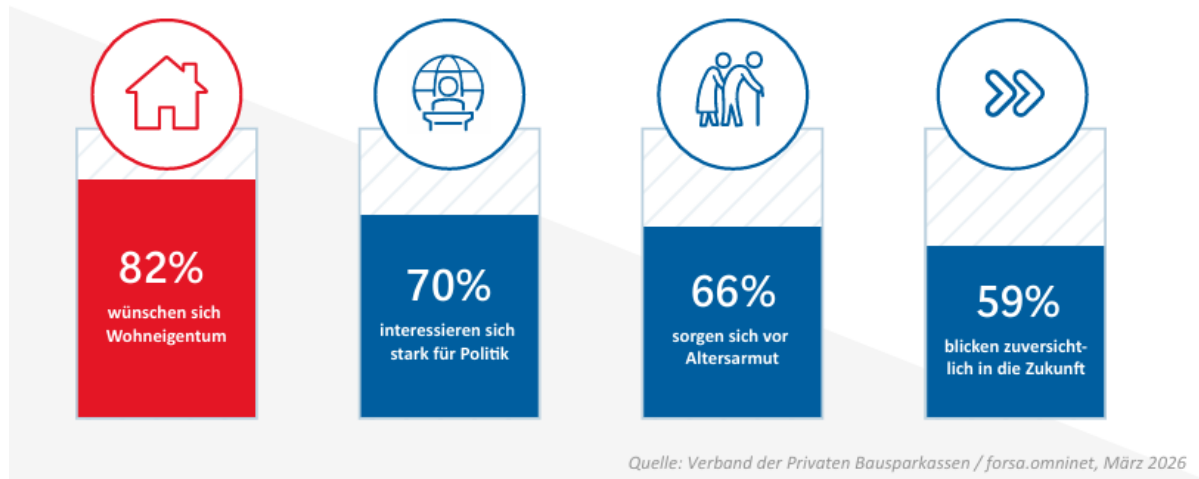 82%
wünschen sich
Wohneigentum
70%
interessieren sich
stark für Politik
66%
sorgen sich vor
Altersarmut
59%
blicken zuversicht-
lich in die Zukunft
Quelle: Verband der Privaten Bausparkassen / forsa.omninet, März 2026